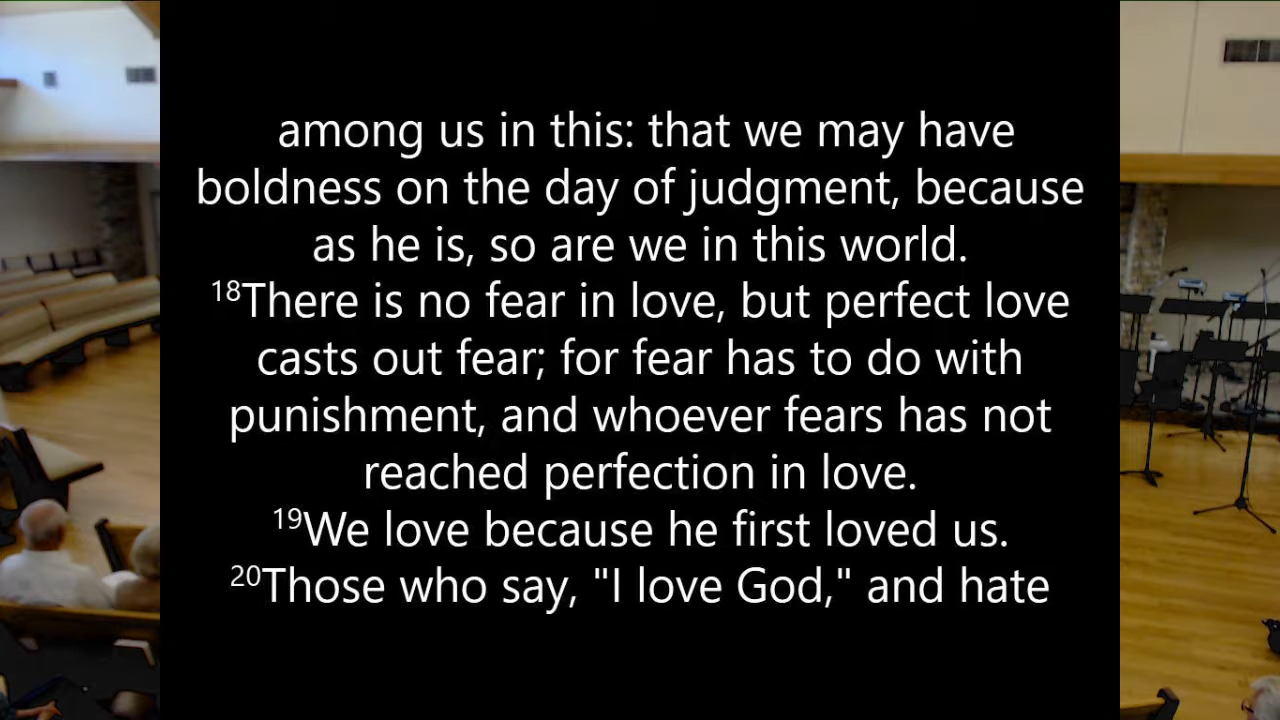 among us in this: that we may have
boldness on the day of judgment, because
as he is, so are we in this world.
18There is no fear in love, but perfect love
casts out fear; for fear has to do with
punishment, and whoever fears has not
reached perfection in love.
19We love because he first loved us.
20Those who say, "I love God," and hate